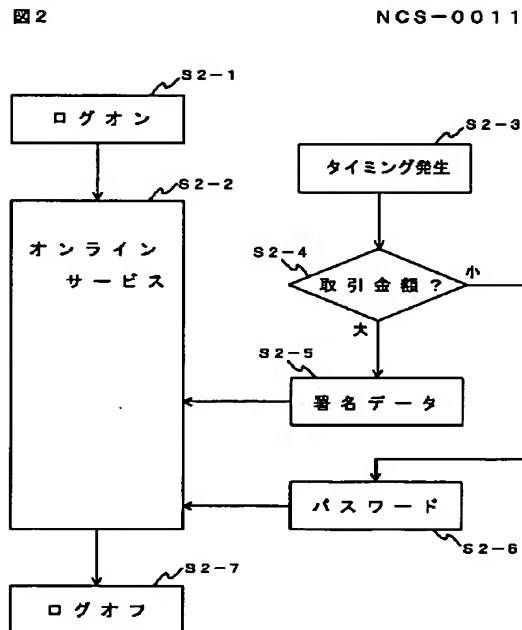 図2
NCS-0011
S2-1
ログオン
S2-3
タイミング発生
S2-2
オンライン
サービス
S2-4
取引金額?
小
大
S2-5
署名データ
パスワード
S2-6
S2-7
ログオフ